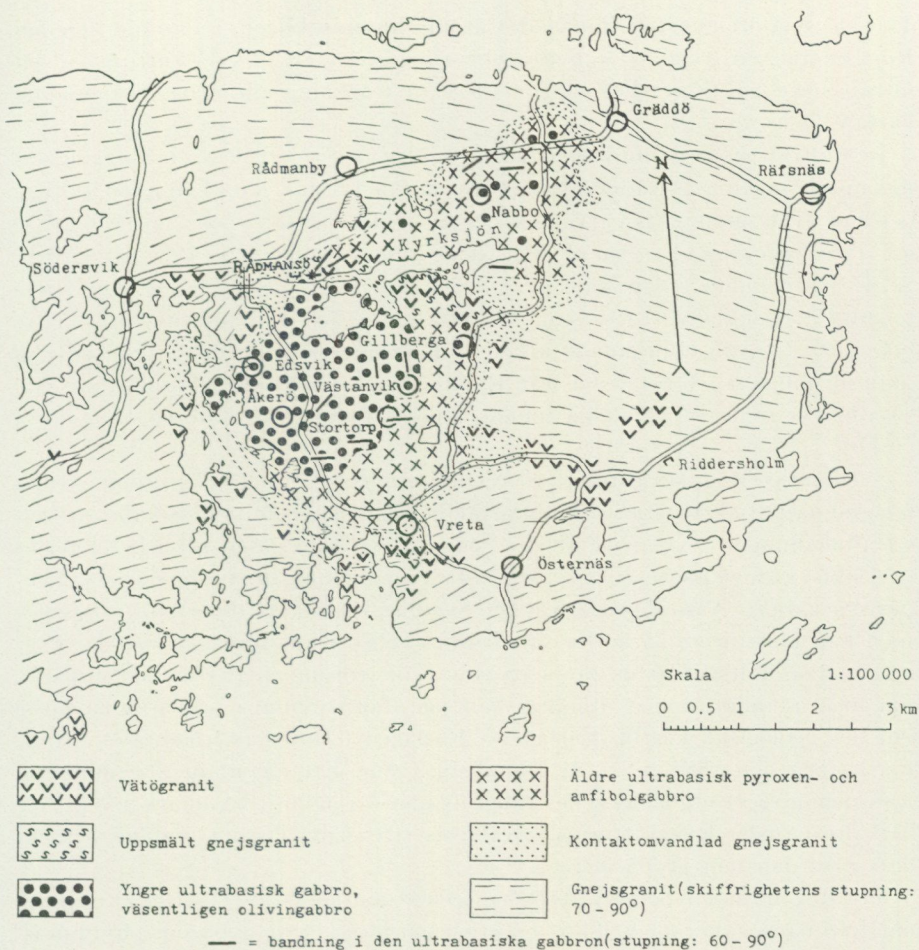 Gräddö
N
Rådmanby
Räfsnäs
Nabbo
Kyrksjön
Södersvik
RÅDMANSÖ
Gillberga
Edsvik
Västanvik
Åkerö
Stortorp
Riddersholm
Vreta
Östernäs
Skala 1:100 000
0 0.5 1 2 3 km
Vätögranit
Uppsmält gnejsgranit
Yngre ultrabasisk gabbro,
väsentligen olivingabbro
Äldre ultrabasisk pyroxen- och
amfibolgabbro
Kontaktomvandlad gnejsgranit
Gnejsgranit(skiffrighetens stupning:
70-90°)
= bandning i den ultrabasiska gabbron(stupning: 60-90°)